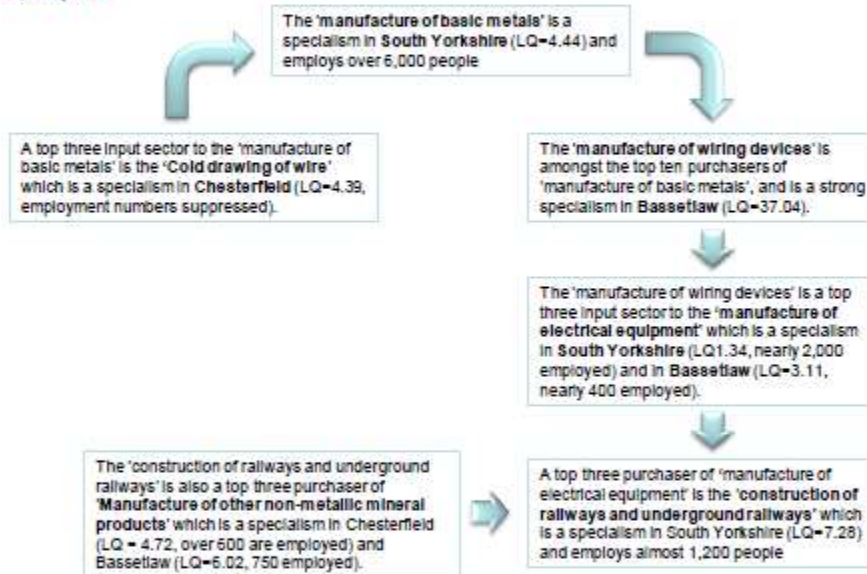 The 'manufacture of basic metals' is a
specialism in South Yorkshire (LQ=4.44) and
employs over 6,000 people
A top three input sector to the 'manufacture of
basic metals' is the 'Cold drawing of wire'
which is a specialism in Chesterfield (LQ=4.39,
employment numbers suppressed).
The 'manufacture of wiring devices' is
amongst the top ten purchasers of
'manufacture of basic metals', and is a strong
specialism in Bassetlaw (LQ=37.04).
The 'manufacture of wiring devices' is a top
three input sector to the 'manufacture of
electrical equipment' which is a specialism
in South Yorkshire (LQ1.34, nearly 2,000
employed) and in Bassetlaw (LQ=3.11,
nearly 400 employed).
The 'construction of railways and underground
railways' is also a top three purchaser of
'Manufacture of other non-metallic mineral
products' which is a specialism in Chesterfield
(LQ = 4.72, over 600 are employed) and
Bassetlaw (LQ=6.02, 750 employed).
A top three purchaser of 'manufacture of
electrical equipment' is the 'construction of
railways and underground railways' which
is a specialism in South Yorkshire (LQ=7.28)
and employs almost 1,200 people